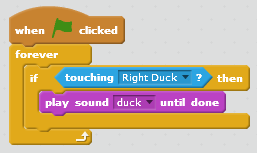 when clicked
forever
if touching Right Duck ? then
play sound duck until done